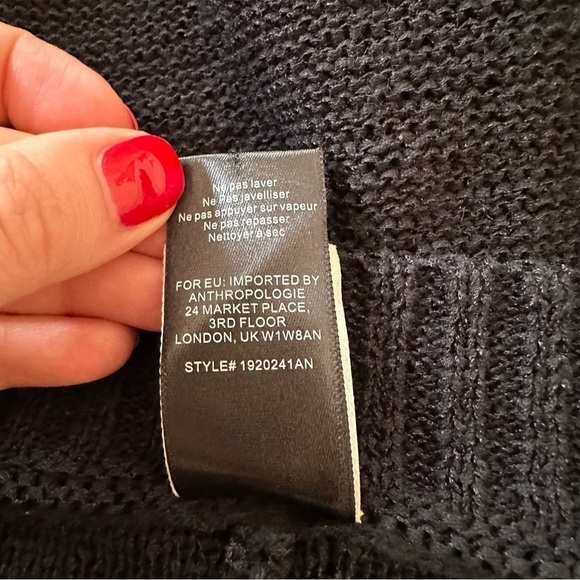 Ne pas laver
Ne Pas javelliser
Ne pas appuyer sur vapeur
Ne pas repasser
Nettoyer à sec
FOR EU: IMPORTED BY
ANTHROPOLOGIE
24 MARKET PLACE,
3RD FLOOR
LONDON, UK W1W8AN
STYLE# 1920241AN